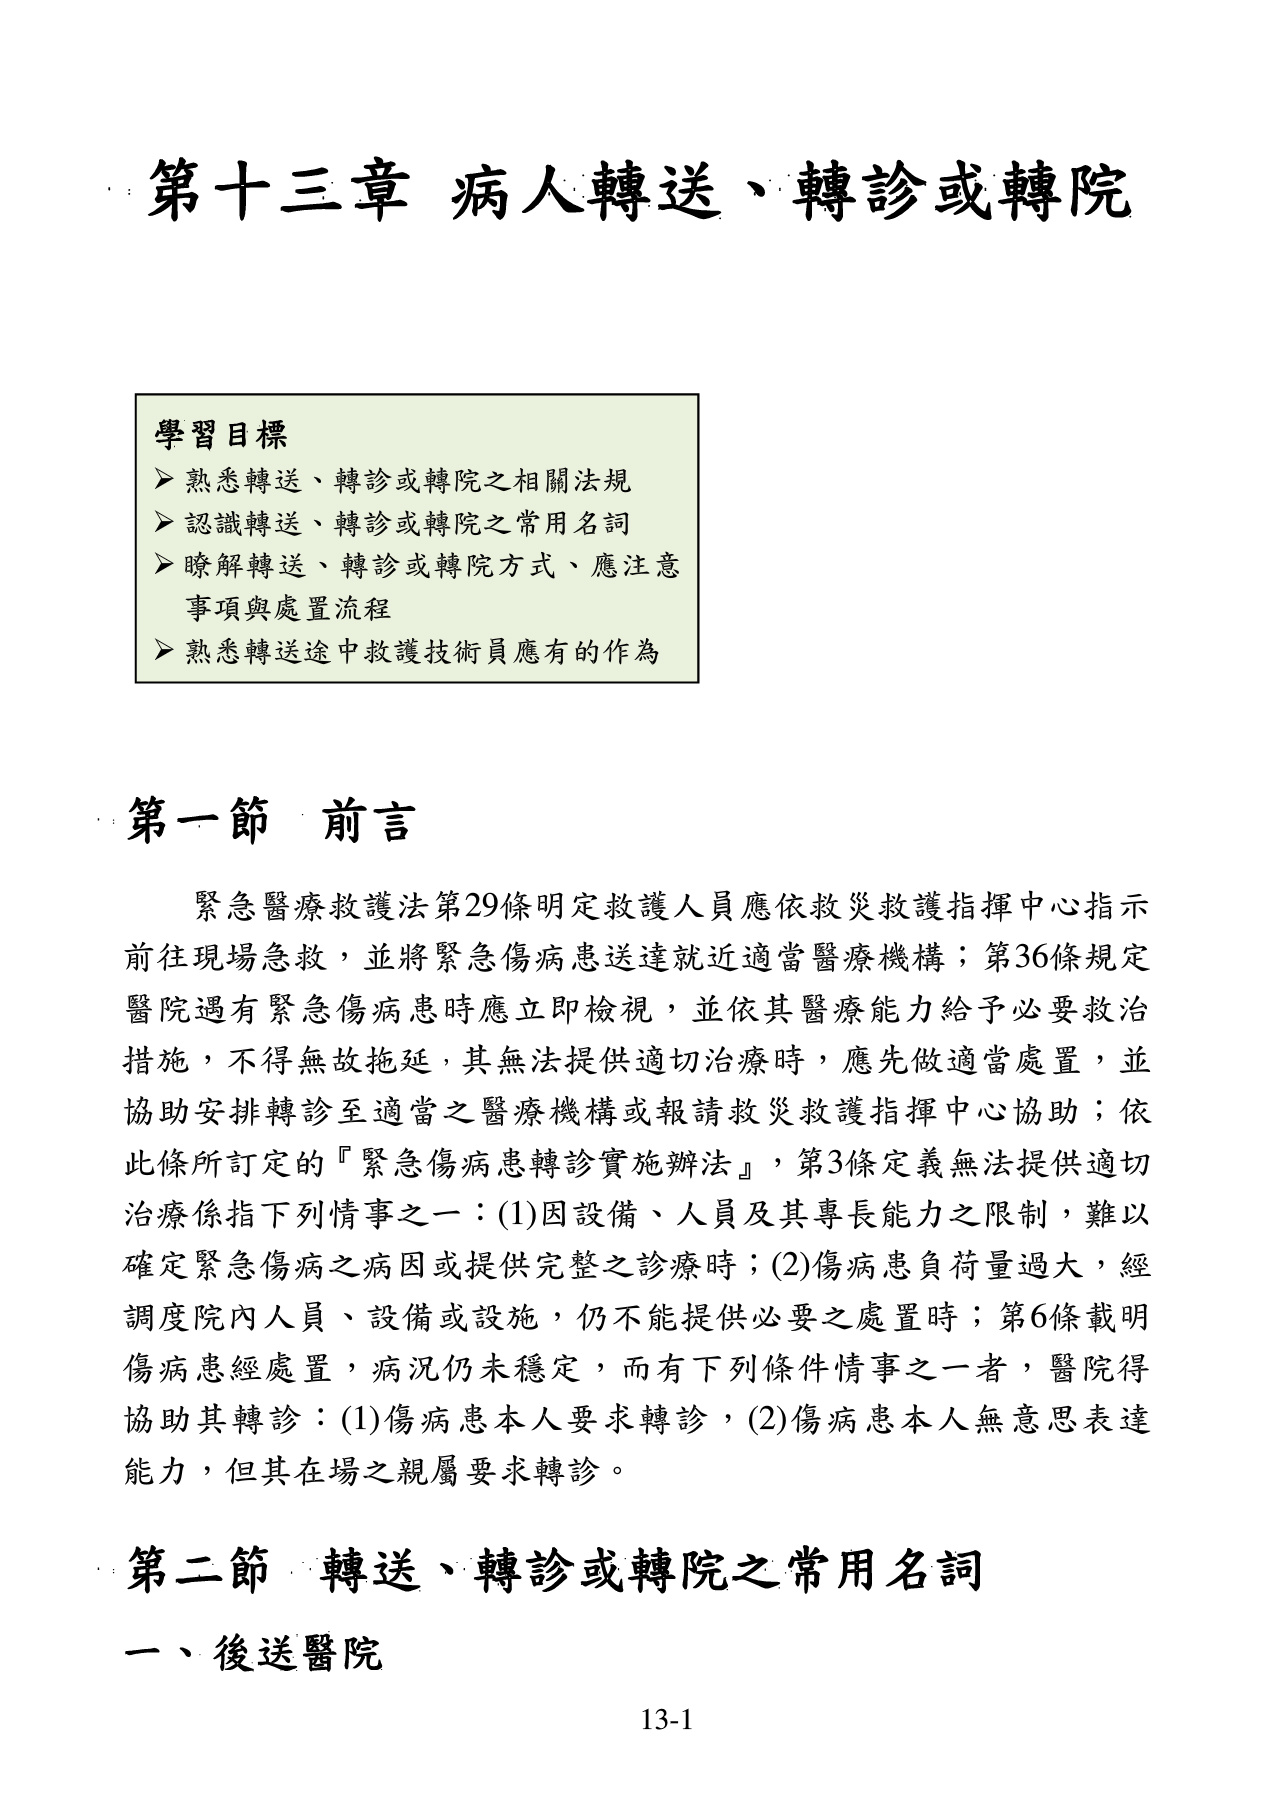 第十三章 病人轉送、轉診或轉院
學習目標
➢ 熟悉轉送、轉診或轉院之相關法規
➢ 認識轉送、轉診或轉院之常用名詞
➢ 瞭解轉送、轉診或轉院方式、應注意
事項與處置流程
➢ 熟悉轉送途中救護技術員應有的作為
第一節 前言
緊急醫療救護法第29條明定救護人員應依救災救護指揮中心指示
前往現場急救，並將緊急傷病患送達就近適當醫療機構；第36條規定
醫院遇有緊急傷病患時應立即檢視，並依其醫療能力給予必要救治
措施，不得無故拖延，其無法提供適切治療時，應先做適當處置，並
協助安排轉診至適當之醫療機構或報請救災救護指揮中心協助；依
此條所訂定的『緊急傷病患轉診實施辦法』，第3條定義無法提供適切
治療係指下列情事之一：(1)因設備、人員及其專長能力之限制，難以
確定緊急傷病之病因或提供完整之診療時；(2)傷病患負荷量過大，經
調度院內人員、設備或設施，仍不能提供必要之處置時；第6條載明
傷病患經處置，病況仍未穩定，而有下列條件情事之一者，醫院得
協助其轉診：(1)傷病患本人要求轉診，(2)傷病患本人無意思表達
能力，但其在場之親屬要求轉診。
第二節 轉送、轉診或轉院之常用名詞
一、後送醫院
13-1